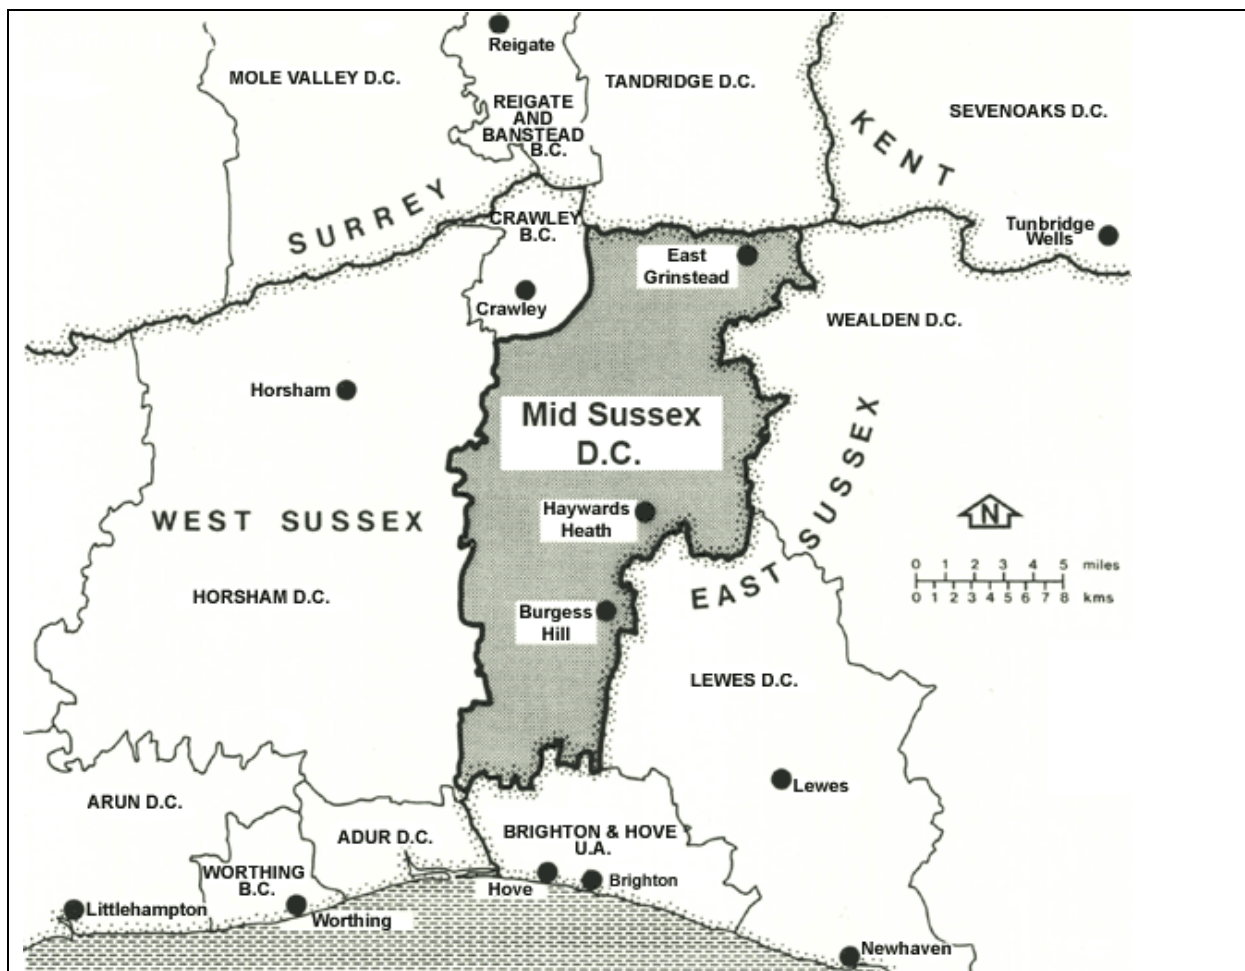 Reigate
MOLE VALLEY D.C.
TANDRIDGE D.C.
REIGATE
AND
BANSTEAD
B.C.
SEVENOAKS D.C.
KENT
SURREY
CRAWLEY
B.C.
Tunbridge
Wells
East
Grinstead
Crawley
WEALDEN D.C.
Horsham
Mid Sussex
D.C.
Haywards
Heath
WEST SUSSEX
EAST SUSSEX
N
0 1 2 3 4 5 miles
0 1 2 3 4 5 6 7 8 kms
HORSHAM D.C.
Burgess
Hill
LEWES D.C.
Lewes
ARUN D.C.
ADUR D.C.
BRIGHTON & HOVE
U.A.
WORTHING
B.C.
Hove
Brighton
Littlehampton
Worthing
Newhaven